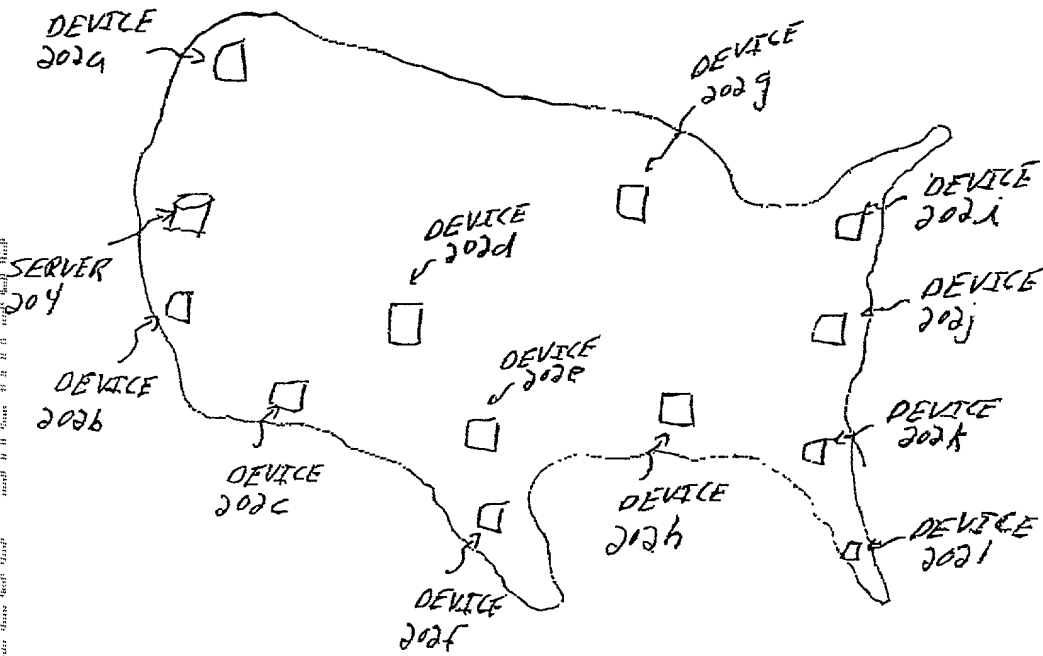 DEVICE
202a
DEVICE
202g
DEVICE
202i
DEVICE
202d
SERVER
204
DEVICE
202j
DEVICE
202e
DEVICE
202b
DEVICE
202k
DEVICE
202c
DEVICE
202h
DEVICE
202l
DEVICE
202f